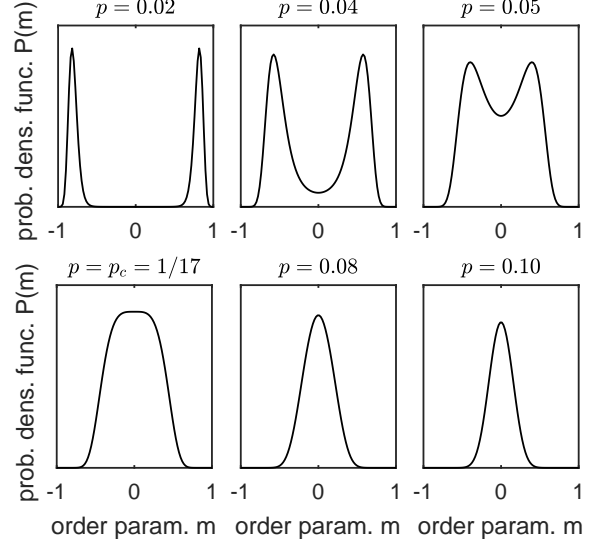 p = 0.02 p = 0.04 p = 0.05
prob. dens. func. P(m)
-1 0 1 -1 0 1 -1 0 1
p = p_c = 1/17 p = 0.08 p = 0.10
prob. dens. func. P(m)
-1 0 1 -1 0 1 -1 0 1
order param. m order param. m order param. m